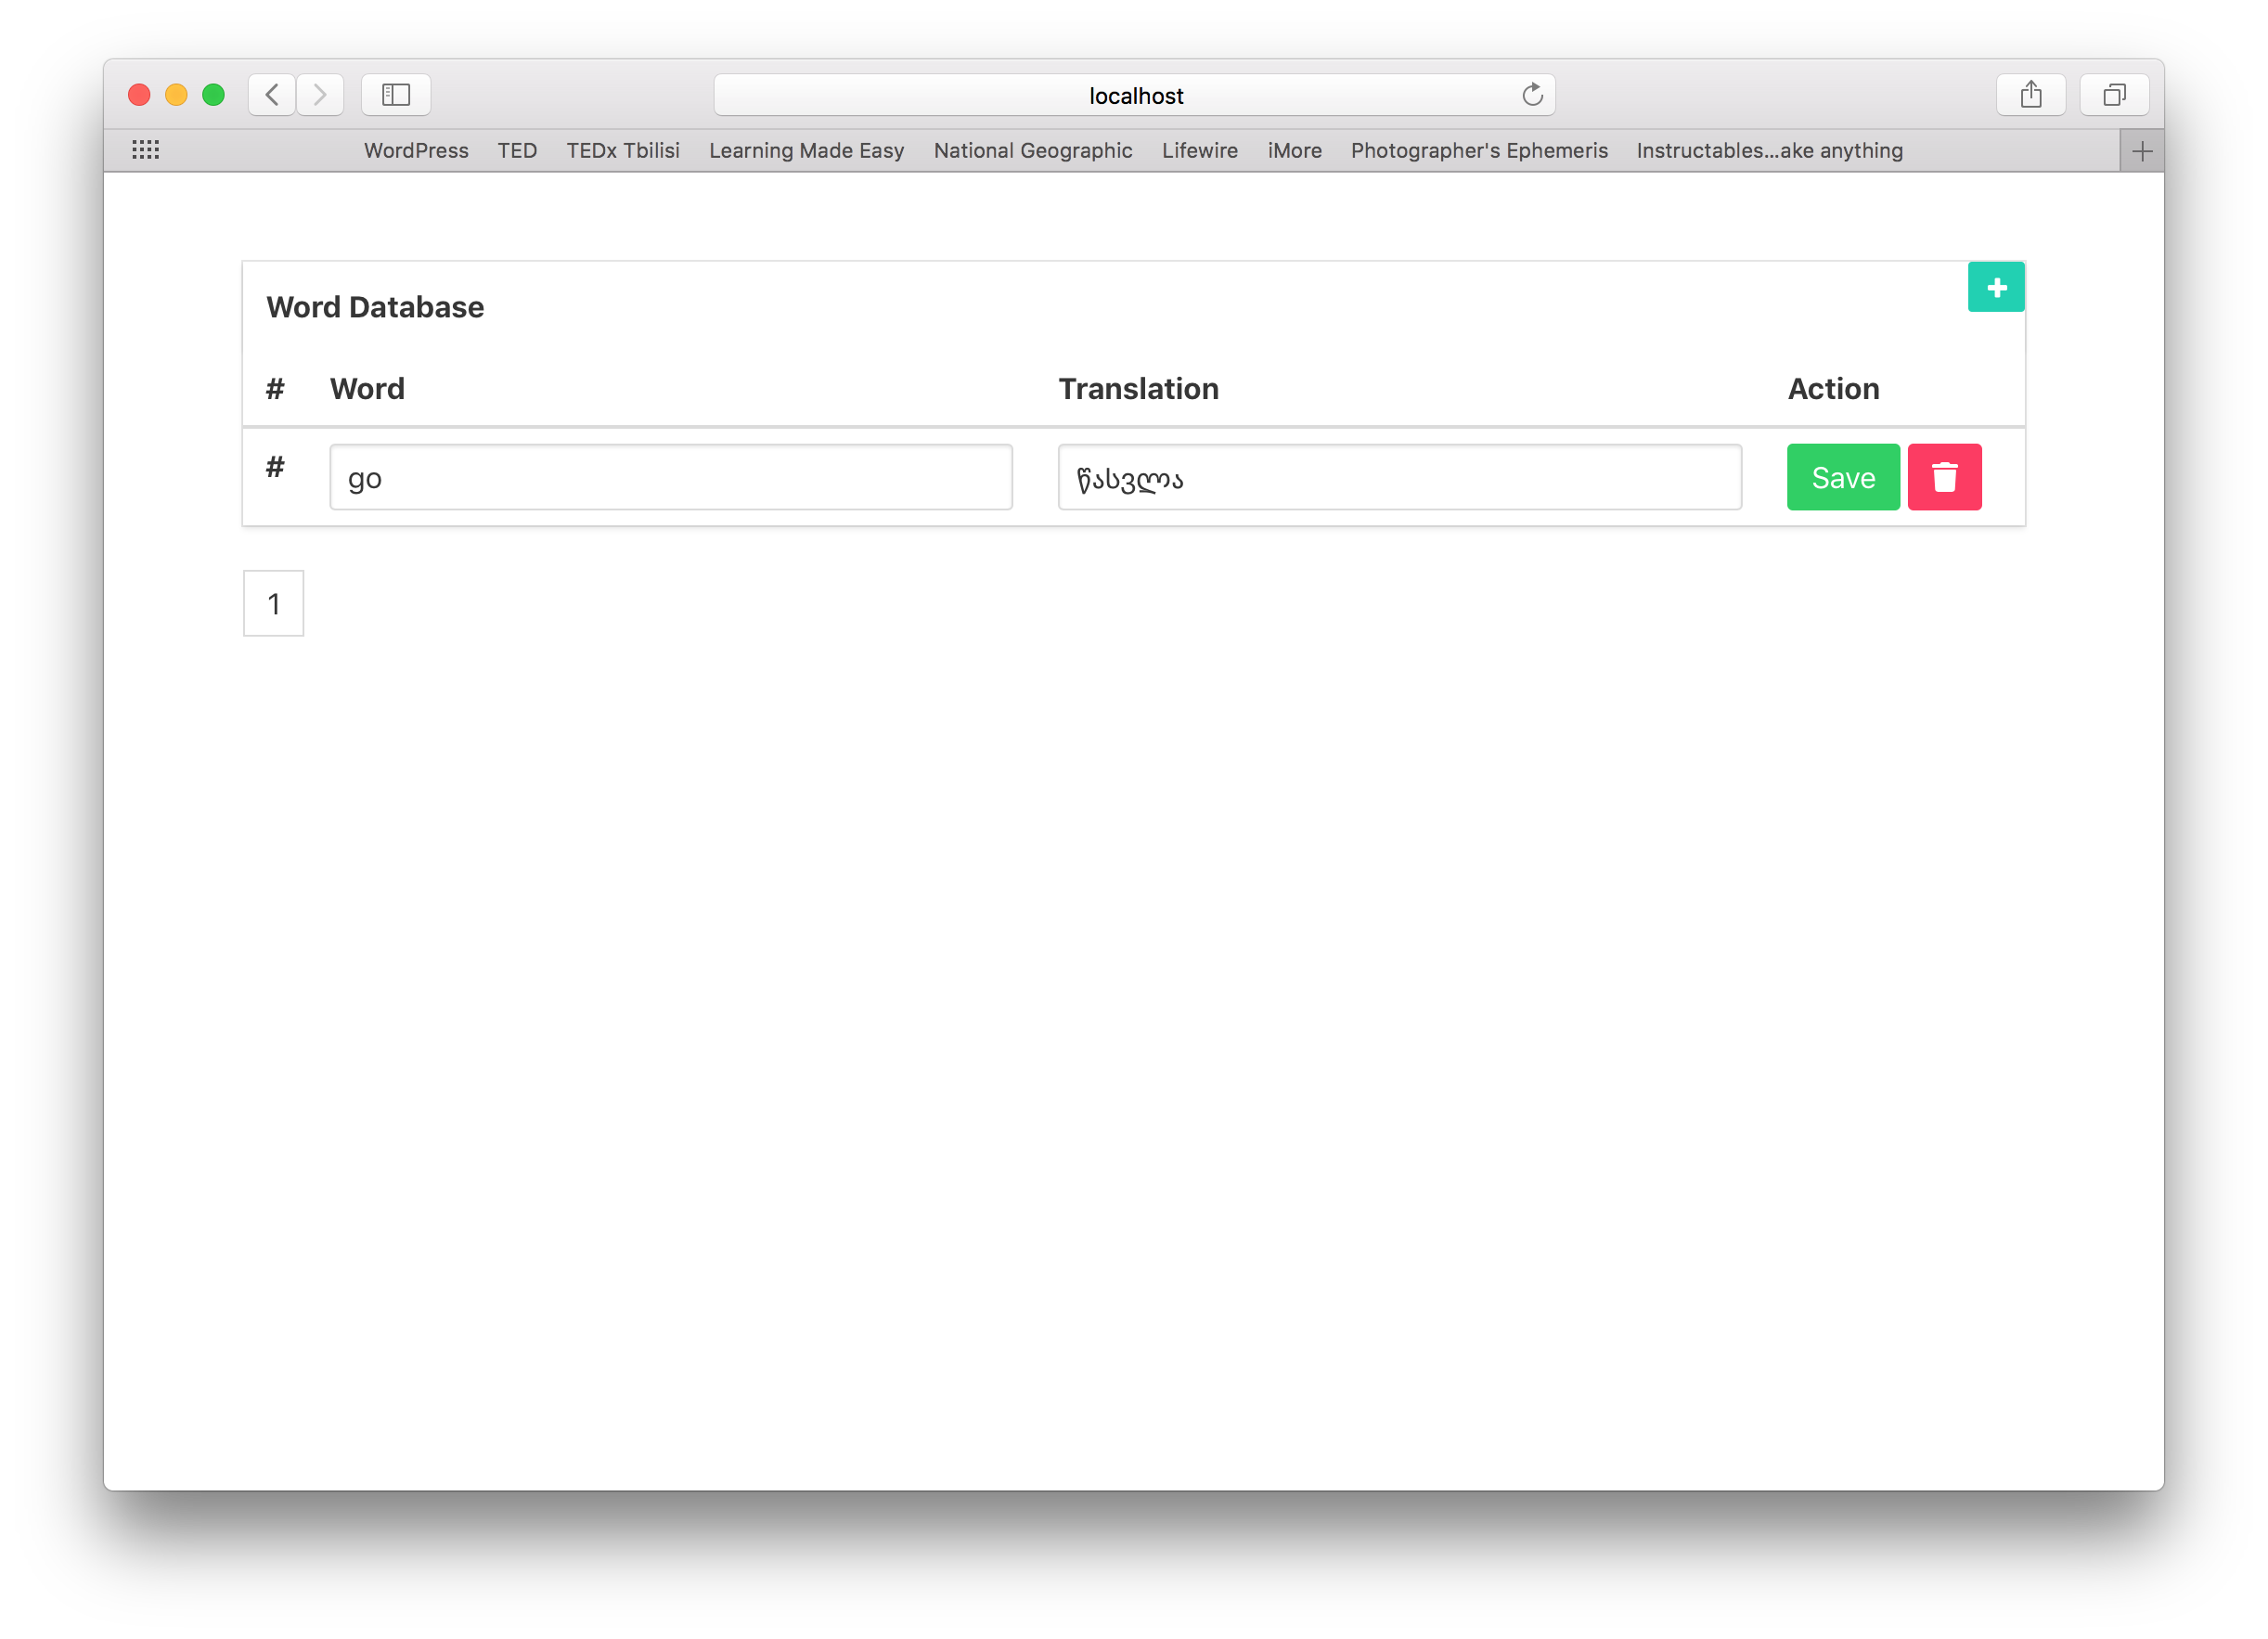 localhost
WordPress TED TEDx Tbilisi Learning Made Easy National Geographic Lifewire iMore Photographer's Ephemeris Instructables...ake anything
Word Database
# Word Translation Action
# go წასვლა Save
1